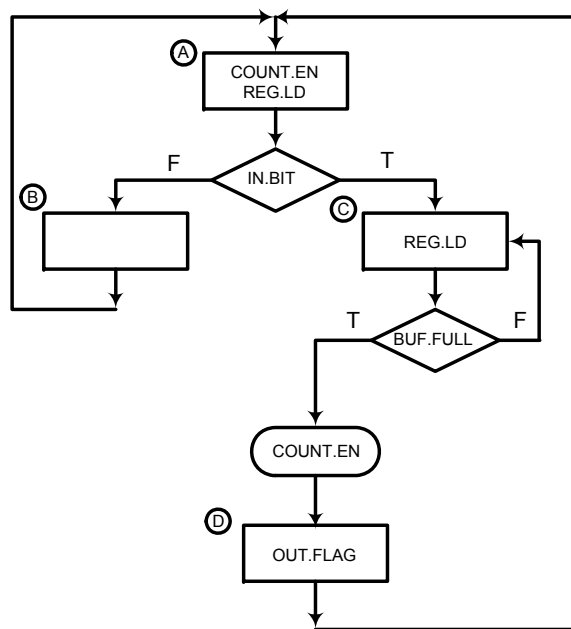 A
COUNT.EN
REG.LD
F
IN.BIT
T
B
C
REG.LD
T
BUF.FULL
F
COUNT.EN
D
OUT.FLAG